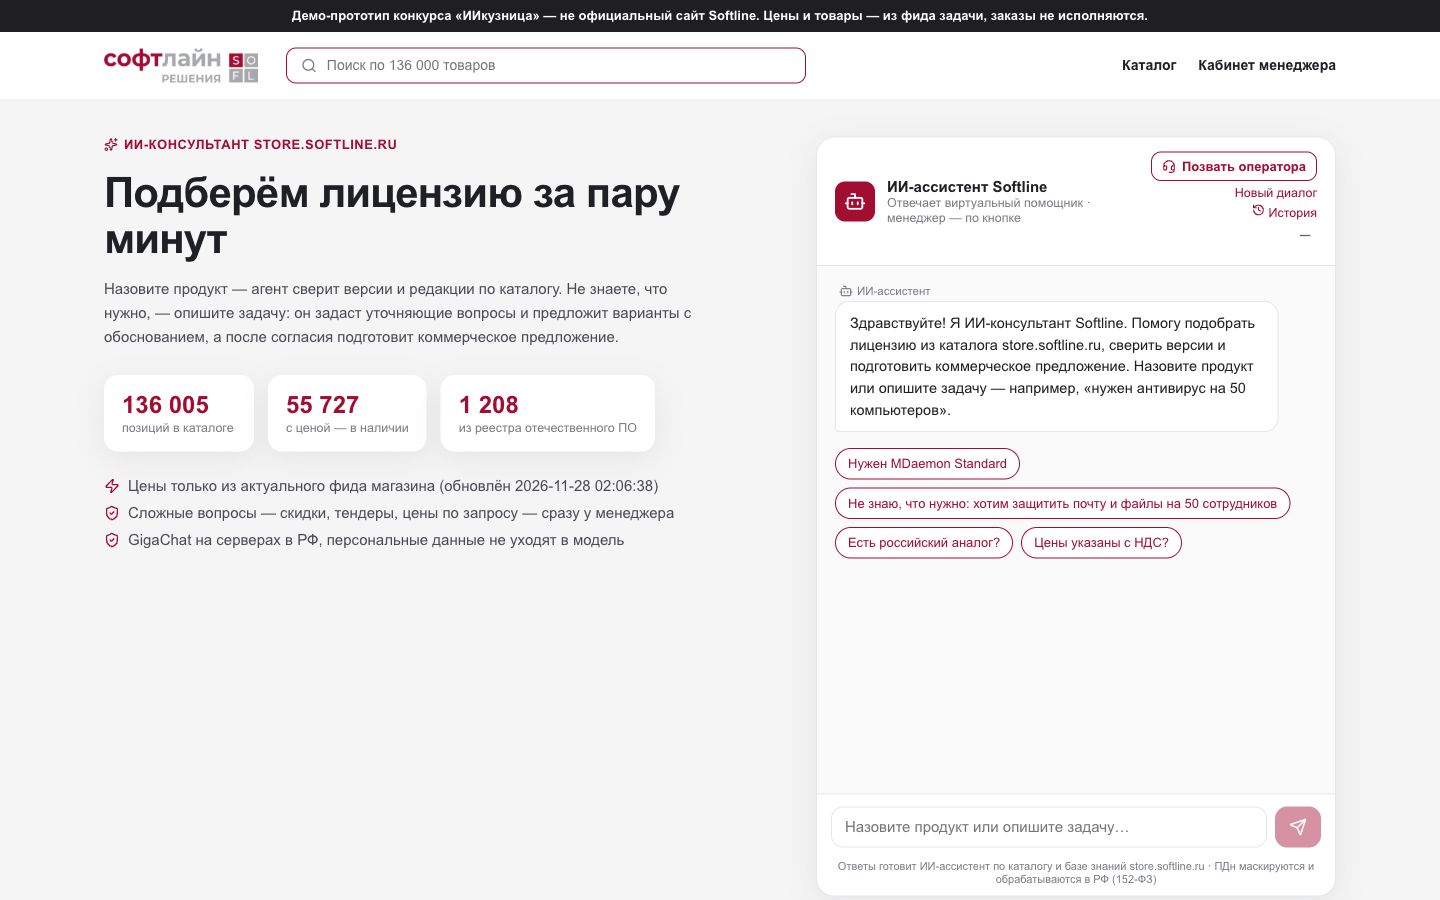 Демо-прототип конкурса «ИИкузница» — не официальный сайт Softline. Цены и товары — из фида задачи, заказы не исполняются.
софтлайн
РЕШЕНИЯ
SO
FL
Поиск по 136 000 товаров
Каталог
Кабинет менеджера
ИИ-КОНСУЛЬТАНТ STORE.SOFTLINE.RU
Подберём лицензию за пару
минут
Назовите продукт — агент сверит версии и редакции по каталогу. Не знаете, что
нужно, — опишите задачу: он задаст уточняющие вопросы и предложит варианты с
обоснованием, а после согласия подготовит коммерческое предложение.
136 005
позиций в каталоге
55 727
с ценой — в наличии
1 208
из реестра отечественного ПО
Цены только из актуального фида магазина (обновлён 2026-11-28 02:06:38)
Сложные вопросы — скидки, тендеры, цены по запросу — сразу у менеджера
GigaChat на серверах в РФ, персональные данные не уходят в модель
ИИ-ассистент Softline
Отвечает виртуальный помощник ·
менеджер — по кнопке
Позвать оператора
Новый диалог
История
—
ИИ-ассистент
Здравствуйте! Я ИИ-консультант Softline. Помогу подобрать
лицензию из каталога store.softline.ru, сверить версии и
подготовить коммерческое предложение. Назовите продукт
или опишите задачу — например, «нужен антивирус на 50
компьютеров».
Нужен MDaemon Standard
Не знаю, что нужно: хотим защитить почту и файлы на 50 сотрудников
Есть российский аналог?
Цены указаны с НДС?
Назовите продукт или опишите задачу…
Ответы готовит ИИ-ассистент по каталогу и базе знаний store.softline.ru · ПДн маскируются и
обрабатываются в РФ (152-ФЗ)